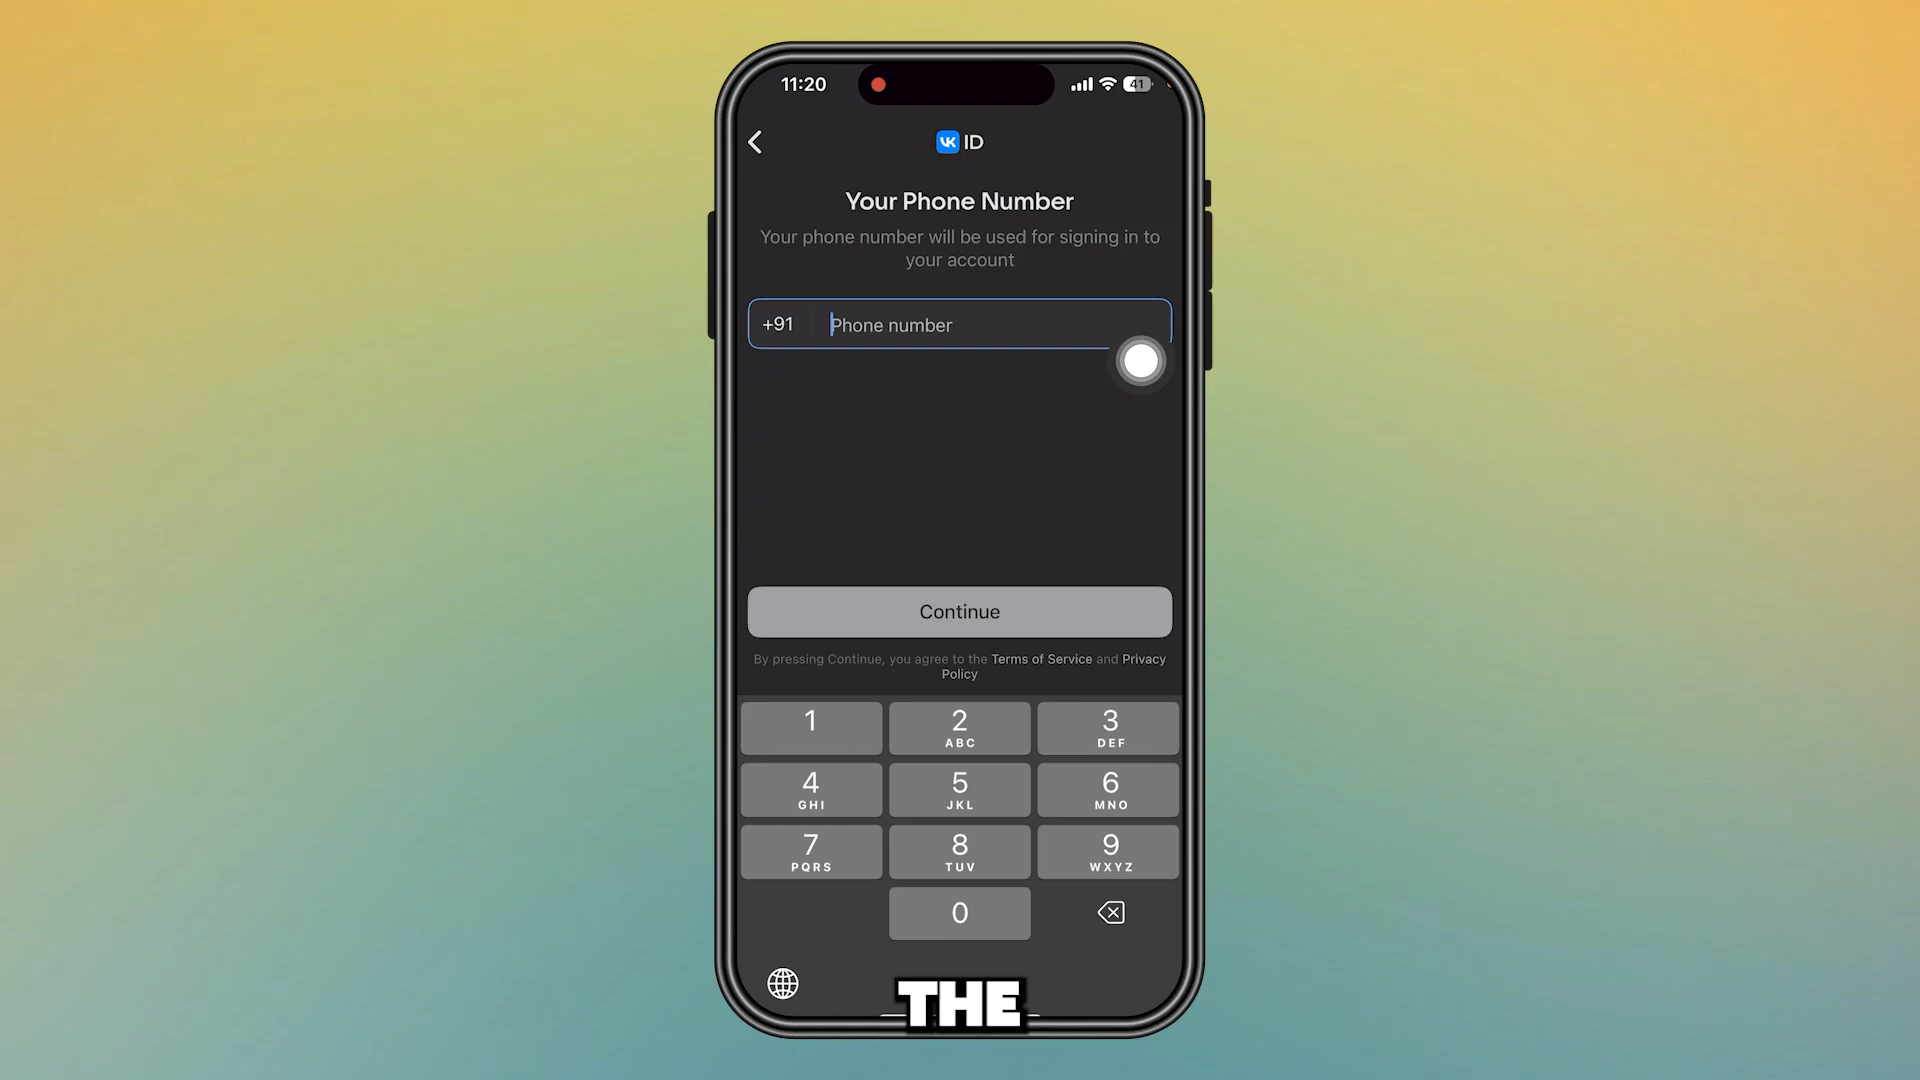 11:20
41
VK ID
Your Phone Number
Your phone number will be used for signing in to
your account
+91 Phone number
Continue
By pressing Continue, you agree to the Terms of Service and Privacy
Policy
1 2 3
ABC DEF
4 5 6
GHI JKL MNO
7 8 9
PQRS TUV WXYZ
0
THE